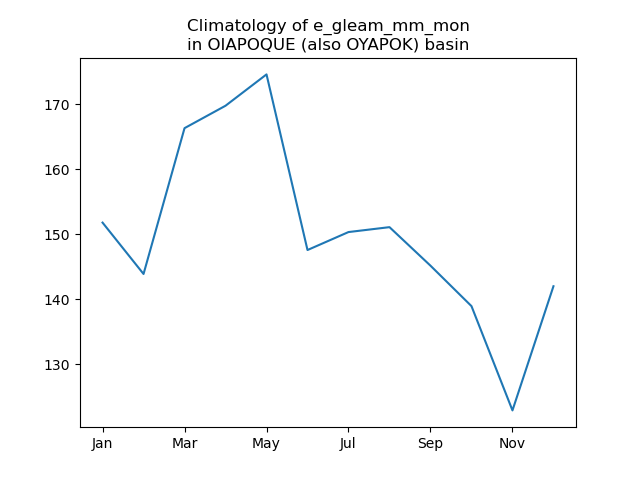 Climatology of e_gleam_mm_mon
in OIAPOQUE (also OYAPOK) basin
170
160
150
140
130
Jan Mar May Jul Sep Nov